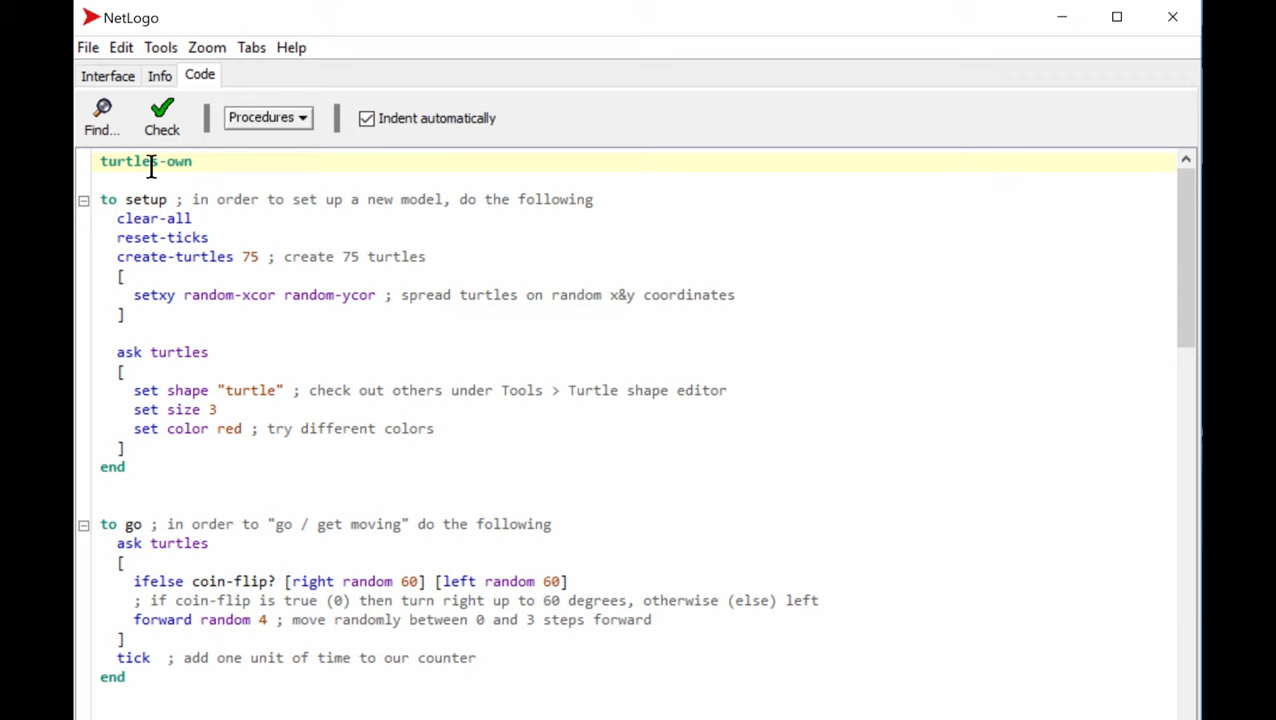 NetLogo
File Edit Tools Zoom Tabs Help
Interface Info Code
Find... Check Procedures Indent automatically
turtles-own
to setup ; in order to set up a new model, do the following
clear-all
reset-ticks
create-turtles 75 ; create 75 turtles
[
setxy random-xcor random-ycor ; spread turtles on random x&y coordinates
]
ask turtles
[
set shape "turtle" ; check out others under Tools > Turtle shape editor
set size 3
set color red ; try different colors
]
end
to go ; in order to "go / get moving" do the following
ask turtles
[
ifelse coin-flip? [right random 60] [left random 60]
; if coin-flip is true (0) then turn right up to 60 degrees, otherwise (else) left
forward random 4 ; move randomly between 0 and 3 steps forward
]
tick ; add one unit of time to our counter
end